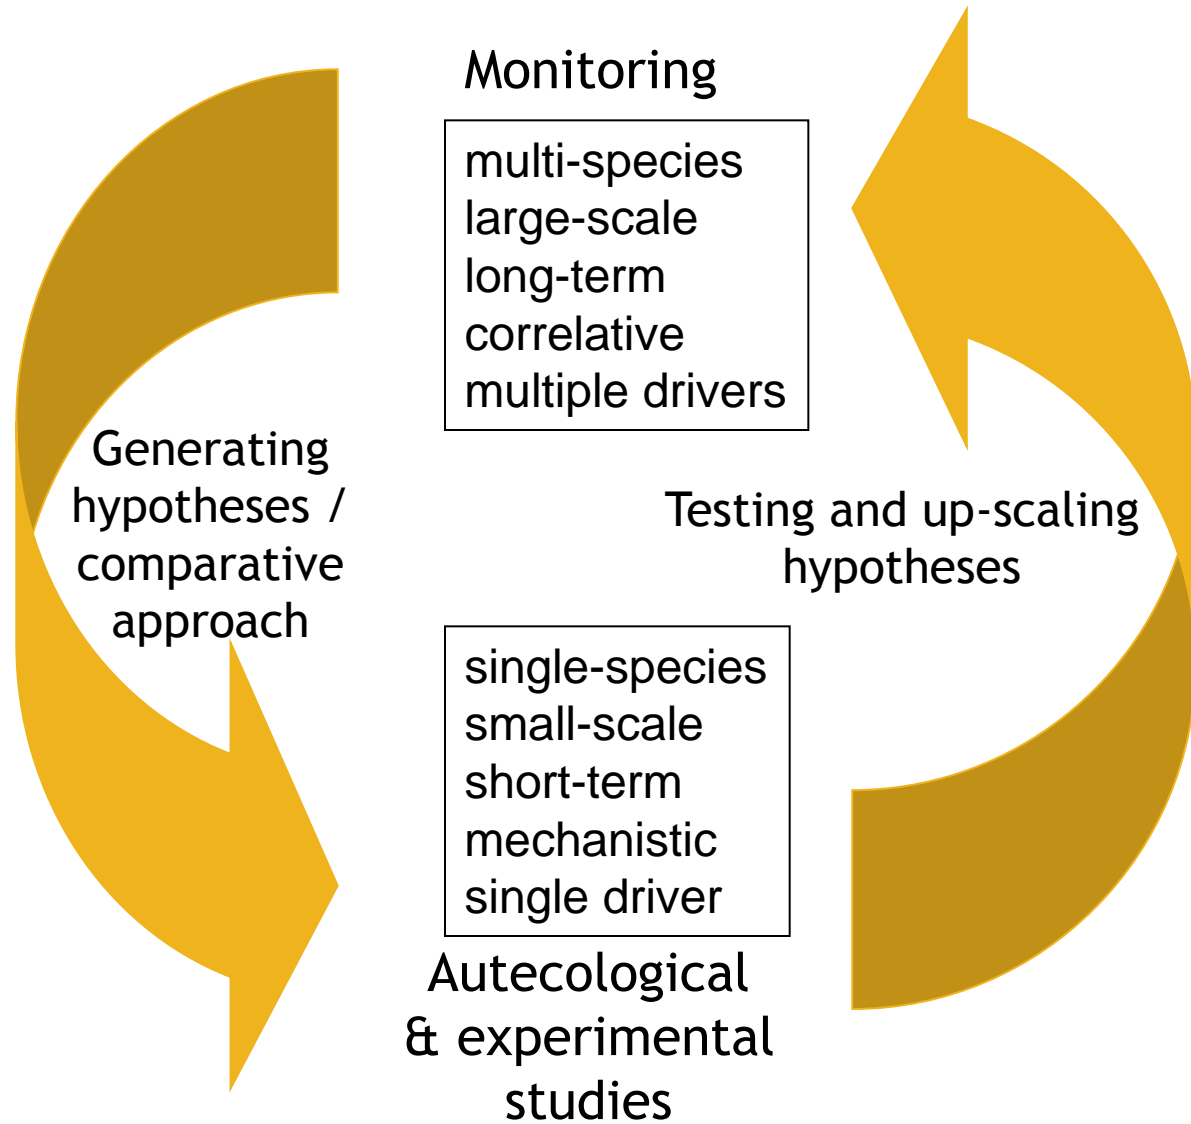 Monitoring
multi-species
large-scale
long-term
correlative
multiple drivers
Generating
hypotheses /
comparative
approach
Testing and up-scaling
hypotheses
single-species
small-scale
short-term
mechanistic
single driver
Autecological
& experimental
studies